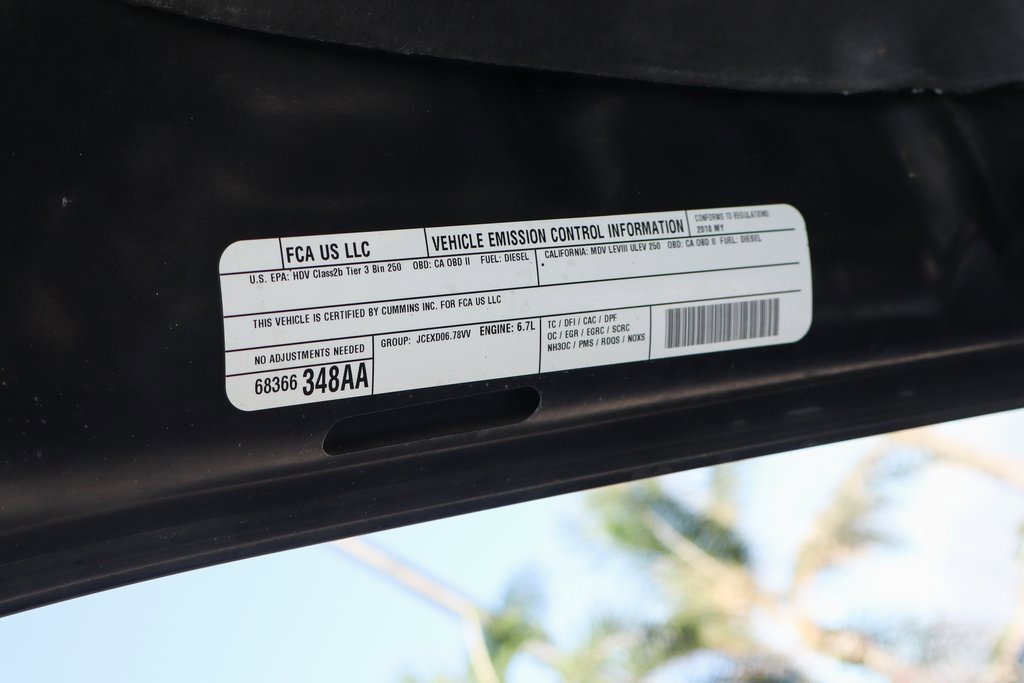 FCA US LLC
VEHICLE EMISSION CONTROL INFORMATION
CONFORMS TO REGULATIONS:
2018 MY
U.S. EPA: HDV Class2b Tier 3 Bin 250 OBD: CA OBD II FUEL: DIESEL
CALIFORNIA: MDV LEVIII ULEV 250 OBD: CA OBD II FUEL: DIESEL
THIS VEHICLE IS CERTIFIED BY CUMMINS INC. FOR FCA US LLC
NO ADJUSTMENTS NEEDED
68366 348AA
GROUP: JCEXD06.78VV ENGINE: 6.7L
TC / DFI / CAC / DPF
OC / EGR / EGRC / SCRC
NH3OC / PMS / RDQS / NOXS